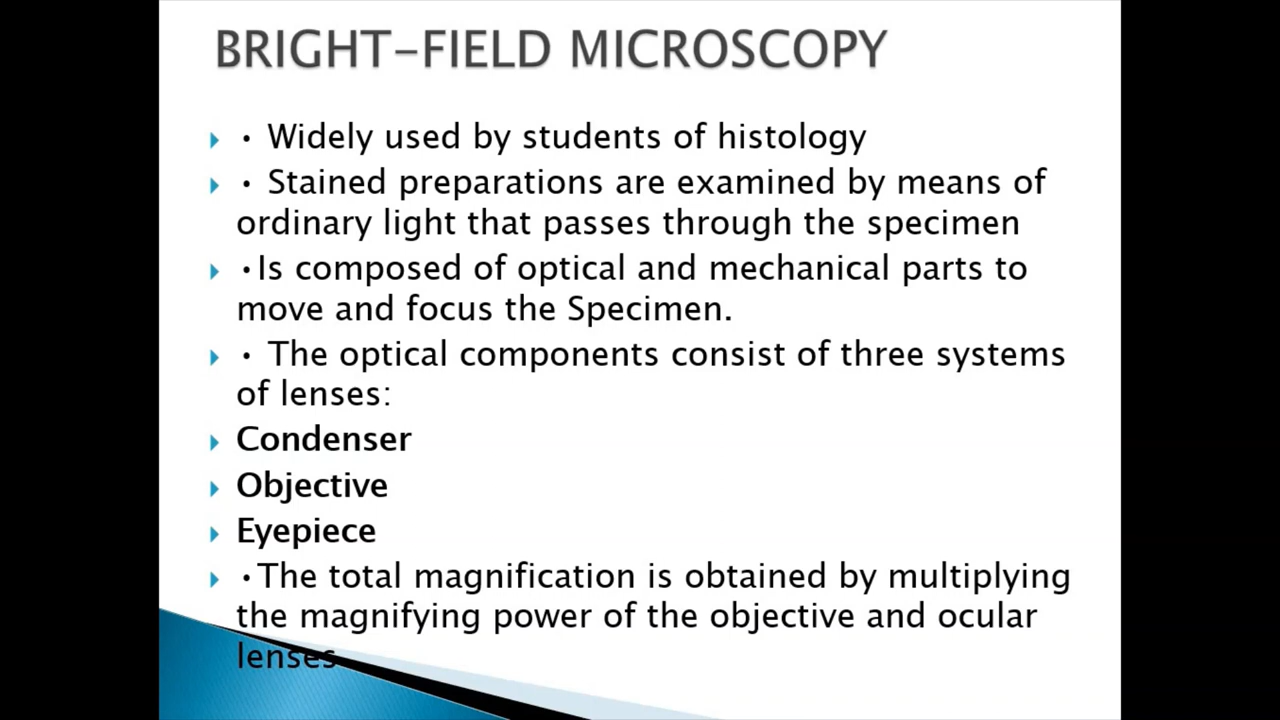 BRIGHT-FIELD MICROSCOPY
• Widely used by students of histology
• Stained preparations are examined by means of
ordinary light that passes through the specimen
•Is composed of optical and mechanical parts to
move and focus the Specimen.
• The optical components consist of three systems
of lenses:
Condenser
Objective
Eyepiece
•The total magnification is obtained by multiplying
the magnifying power of the objective and ocular
lenses